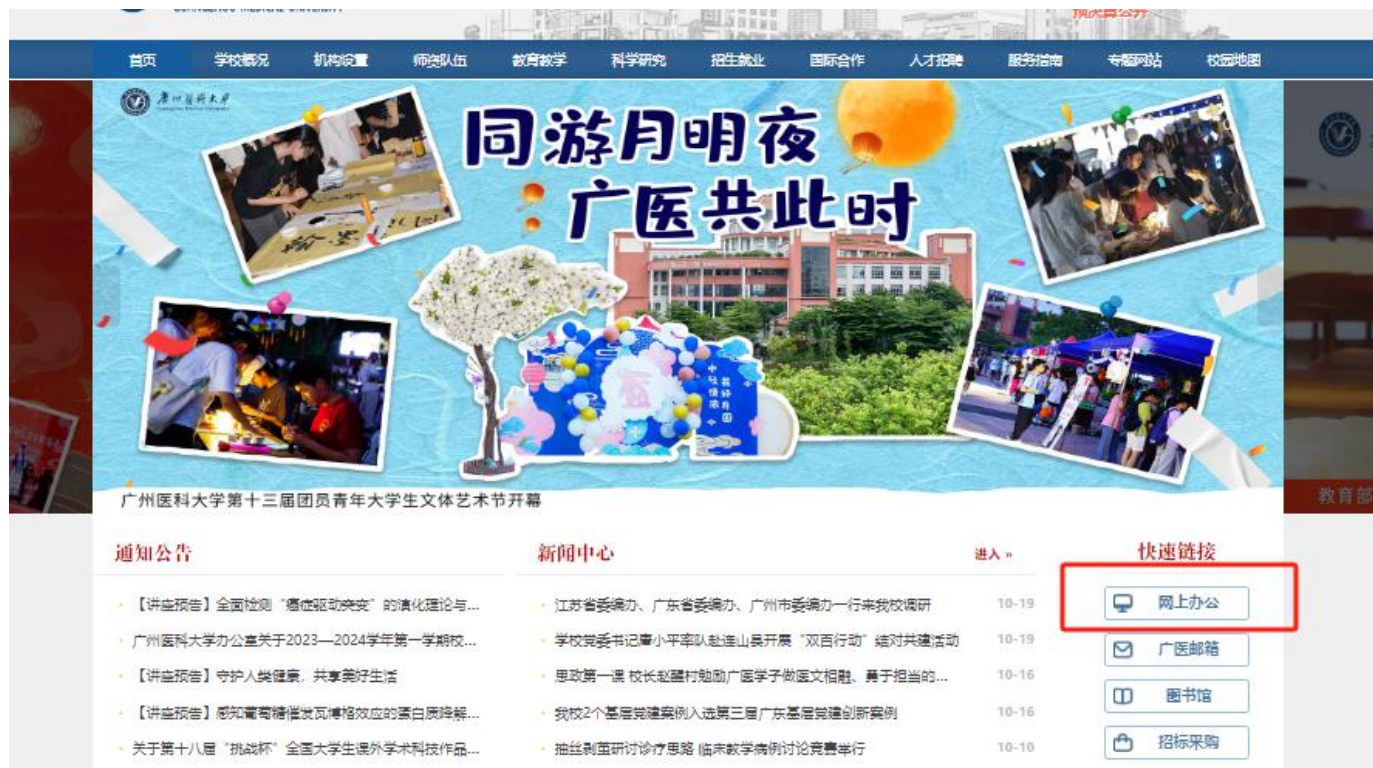 预决算公开
首页 学校概况 机构设置 师资队伍 教育教学 科学研究 招生就业 国际合作 人才招聘 服务指南 专题网站 校园地图
广州医科大学
同游月明夜
广医共此时
广州医科大学第十三届团员青年大学生文体艺术节开幕
教育部
通知公告
【讲座预告】全面检测“癌症驱动突变”的演化理论与...
广州医科大学办公室关于2023—2024学年第一学期校...
【讲座预告】守护人类健康，共享美好生活
【讲座预告】感知葡萄糖催发瓦博格效应的蛋白质降解...
关于第十八届“挑战杯”全国大学生课外学术科技作品...
新闻中心 进入 »
江苏省委编办、广东省委编办、广州市委编办一行来我校调研 10-19
学校党委书记唐小平率队赴连山县开展“双百行动”结对共建活动 10-19
思政第一课 校长赵醒村勉励广医学子做医文相融、勇于担当的... 10-16
我校2个基层党建案例入选第三届广东基层党建创新案例 10-16
抽丝剥茧研讨诊疗思路 临床教学病例讨论竞赛举行 10-10
快速链接
网上办公
广医邮箱
图书馆
招标采购